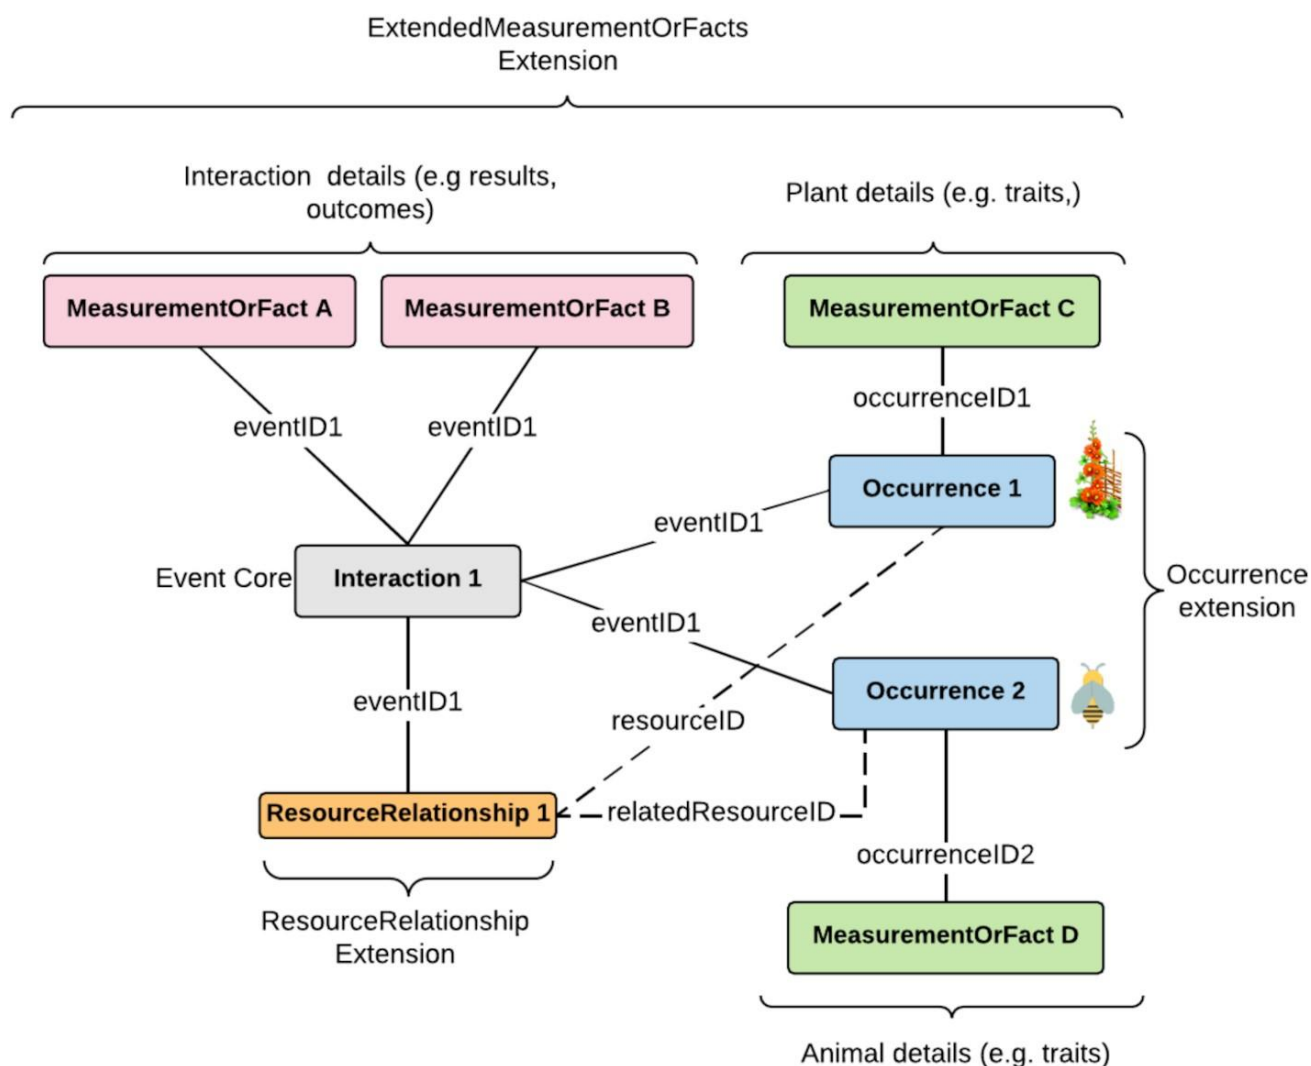 ExtendedMeasurementOrFacts
Extension
Interaction details (e.g results,
outcomes)
Plant details (e.g. traits,)
MeasurementOrFact A
MeasurementOrFact B
MeasurementOrFact C
occurrenceID1
eventID1
eventID1
Occurrence 1
eventID1
Event Core
Interaction 1
Occurrence
extension
eventID1
eventID1
Occurrence 2
resourceID
ResourceRelationship 1
relatedResourceID
occurrenceID2
ResourceRelationship
Extension
MeasurementOrFact D
Animal details (e.g. traits)